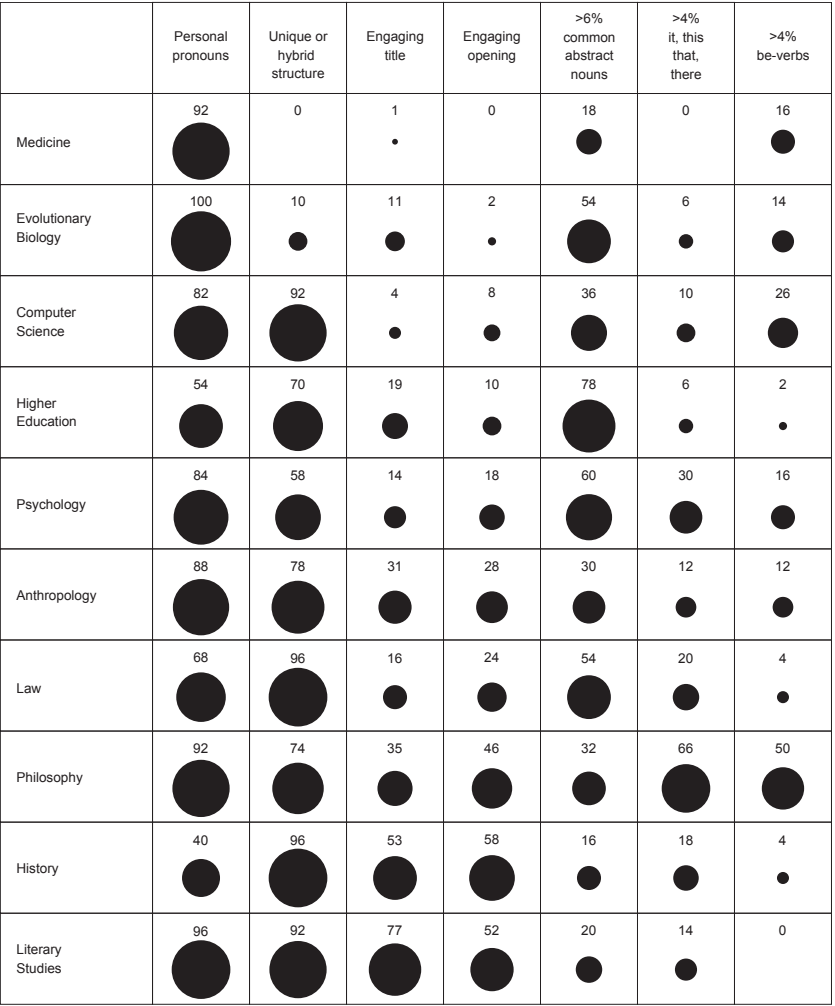 Personal
pronouns
Unique or
hybrid
structure
Engaging
title
Engaging
opening
>6%
common
abstract
nouns
>4%
it, this
that,
there
>4%
be-verbs
Medicine
92 0 1 0 18 0 16
Evolutionary
Biology
100 10 11 2 54 6 14
Computer
Science
82 92 4 8 36 10 26
Higher
Education
54 70 19 10 78 6 2
Psychology
84 58 14 18 60 30 16
Anthropology
88 78 31 28 30 12 12
Law
68 96 16 24 54 20 4
Philosophy
92 74 35 46 32 66 50
History
40 96 53 58 16 18 4
Literary
Studies
96 92 77 52 20 14 0